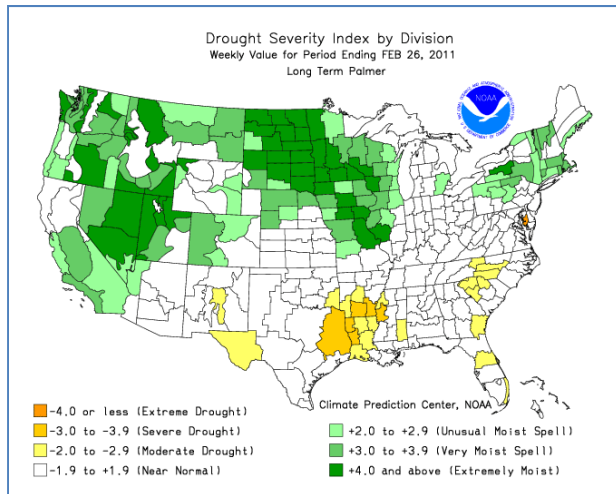 Drought Severity Index by Division
Weekly Value for Period Ending FEB 26, 2011
Long Term Palmer
NOAA
Climate Prediction Center, NOAA
-4.0 or less (Extreme Drought)
-3.0 to -3.9 (Severe Drought)
-2.0 to -2.9 (Moderate Drought)
-1.9 to +1.9 (Near Normal)
+2.0 to +2.9 (Unusual Moist Spell)
+3.0 to +3.9 (Very Moist Spell)
+4.0 and above (Extremely Moist)